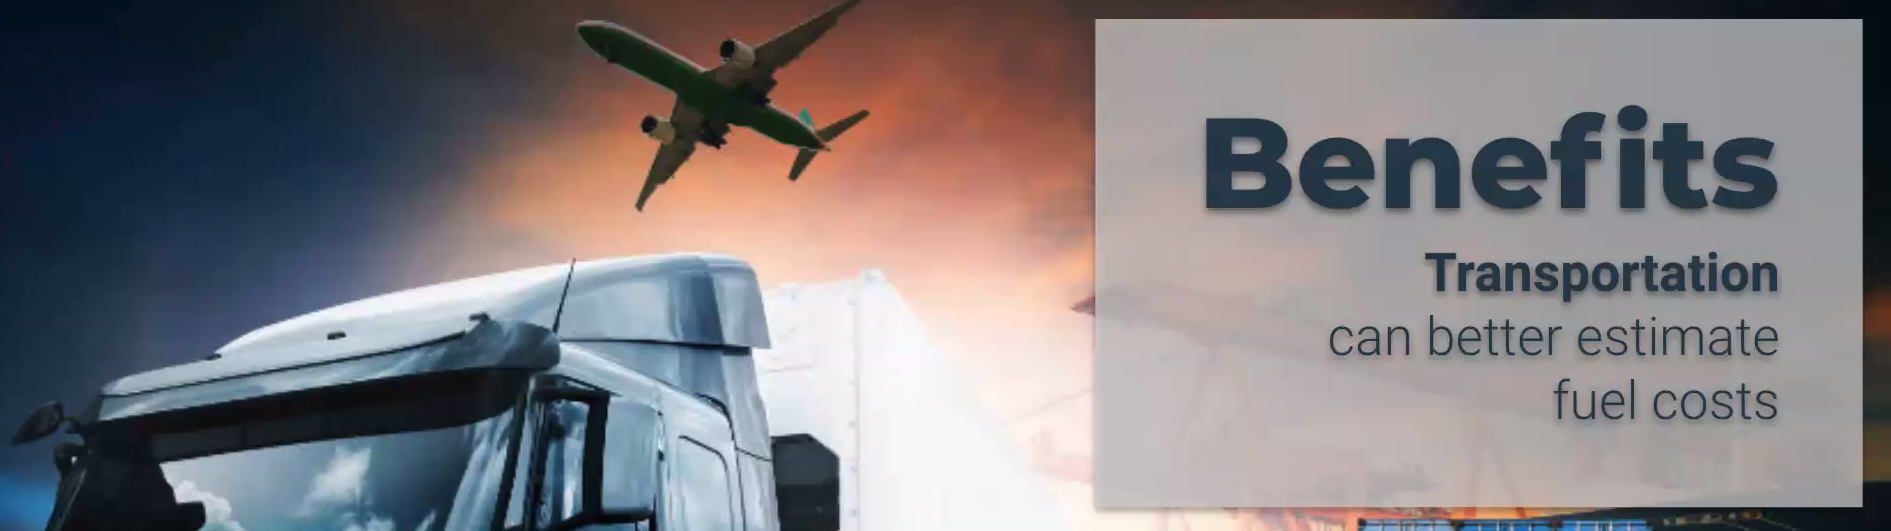 Benefits
Transportation
can better estimate
fuel costs